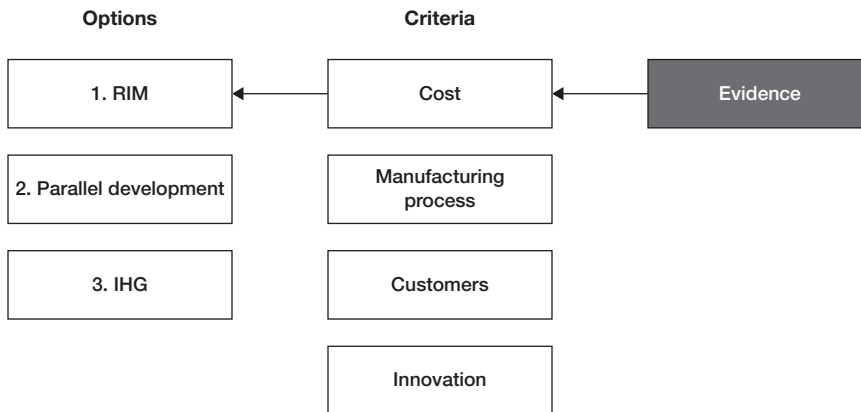 Options
Criteria
1. RIM
Cost
Evidence
2. Parallel development
Manufacturing
process
3. IHG
Customers
Innovation